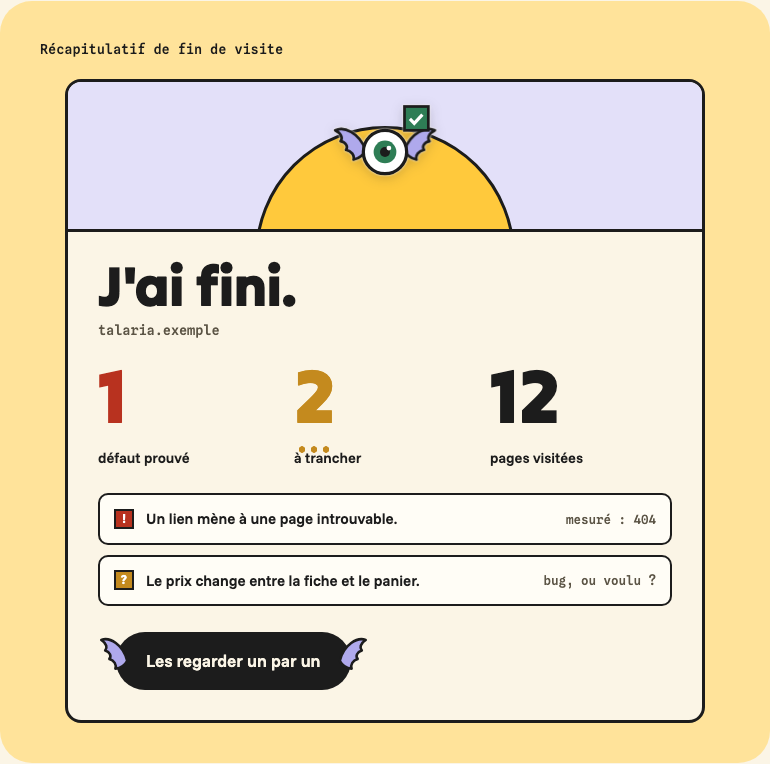 Récapitulatif de fin de visite
J'ai fini.
talaria.exemple
1
défaut prouvé
2
à trancher
12
pages visitées
! Un lien mène à une page introuvable. mesuré : 404
? Le prix change entre la fiche et le panier. bug, ou voulu ?
Les regarder un par un